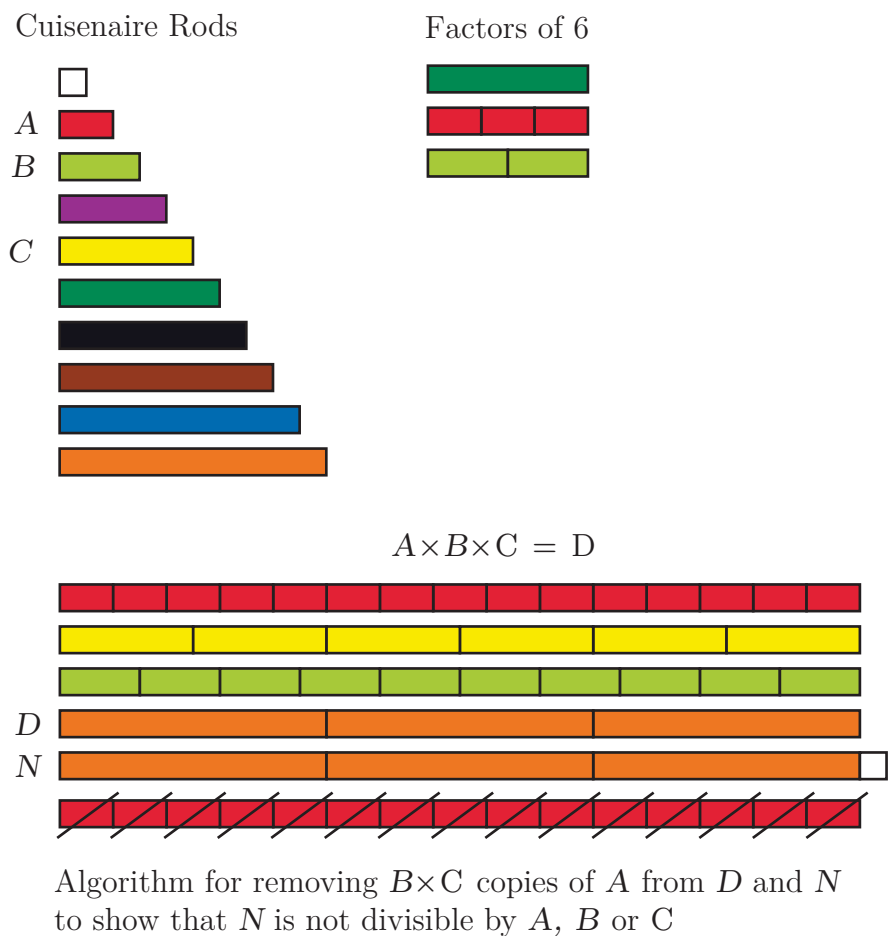 Cuisenaire Rods
Factors of 6
A
B
C
A×B×C = D
D
N
Algorithm for removing B×C copies of A from D and N
to show that N is not divisible by A, B or C